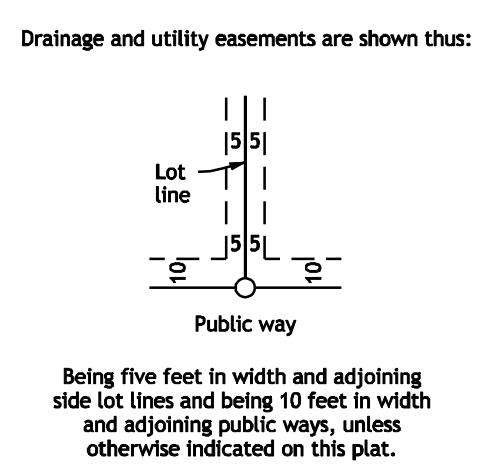 Drainage and utility easements are shown thus:
5 5
Lot
line
5 5
10 10
Public way
Being five feet in width and adjoining
side lot lines and being 10 feet in width
and adjoining public ways, unless
otherwise indicated on this plat.